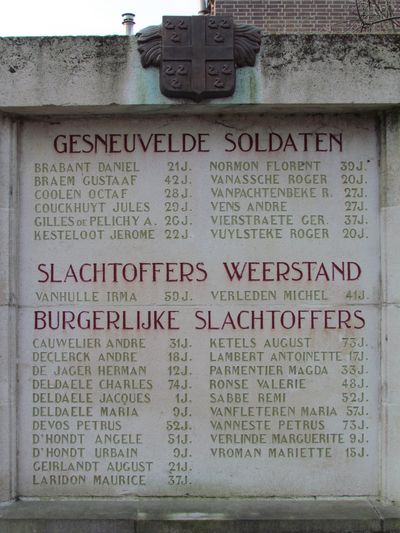 GESNEUVELDE SOLDATEN
BRABANT DANIEL 21J. NORMON FLORENT 39J.
BRAEM GUSTAAF 42J. VANASSCHE ROGER 20J.
COOLEN OCTAF 28J. VANPACHTENBEKE R. 27J.
COUCKHUYT JULES 29J. VENS ANDRE 27J.
GILLES DE PELICHY A. 26J. VIERSTRAETE GER. 37J.
KESTELOOT JEROME 22J. VUYLSTEKE ROGER 20J.
SLACHTOFFERS WEERSTAND
VANHULLE IRMA 59J. VERLEDEN MICHEL 41J.
BURGERLIJKE SLACHTOFFERS
CAUWELIER ANDRE 31J. KETELS AUGUST 73J.
DECLERCK ANDRE 18J. LAMBERT ANTOINETTE 17J.
DE JAGER HERMAN 12J. PARMENTIER MAGDA 33J.
DELDAELE CHARLES 74J. RONSE VALERIE 48J.
DELDAELE JACQUES 1J. SABBE REMI 52J.
DELDAELE MARIA 9J. VANFLETEREN MARIA 57J.
DEVOS PETRUS 52J. VANNESTE PETRUS 73J.
D'HONDT ANGELE 51J. VERLINDE MARGUERITE 9J.
D'HONDT URBAIN 9J. VROMAN MARIETTE 15J.
GEIRLANDT AUGUST 21J.
LARIDON MAURICE 37J.